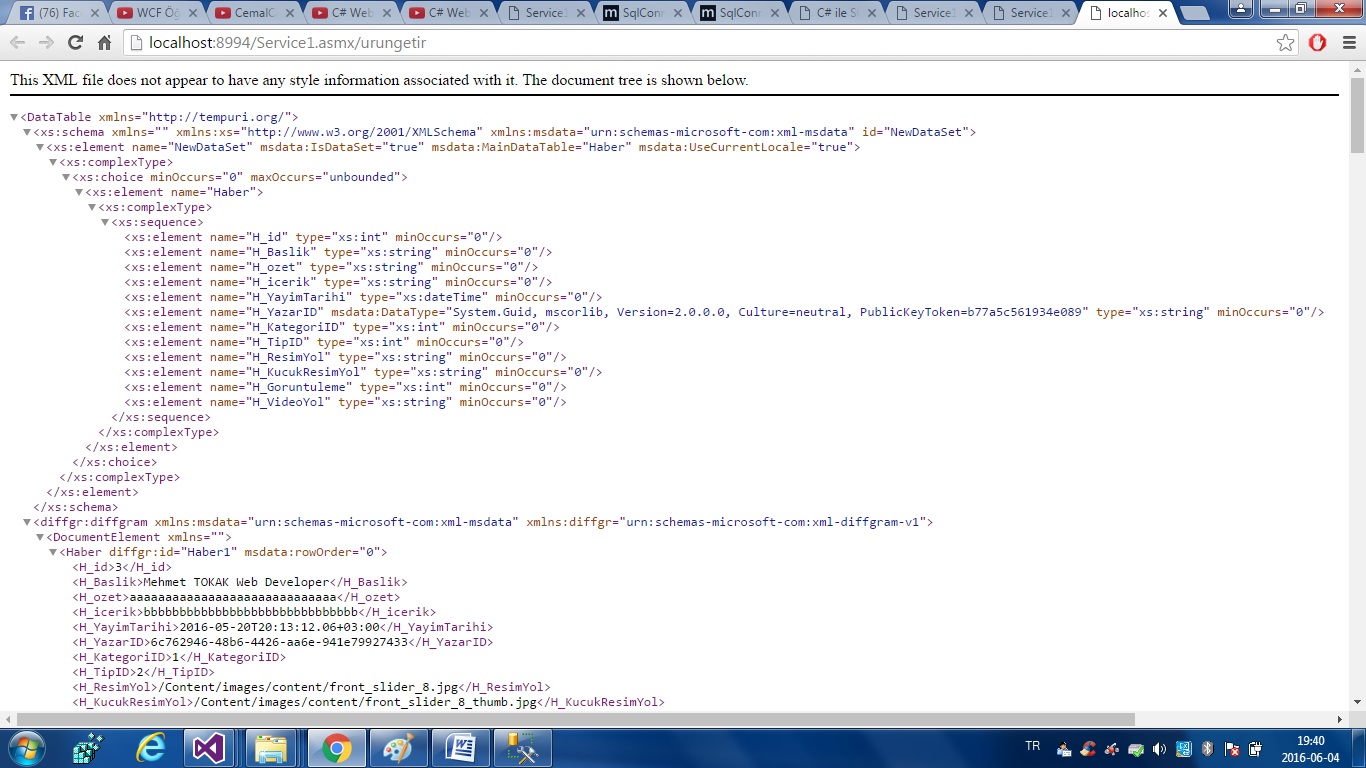 (76) Fac
WCF Öğ
CemalC
C# Web
C# Web
Service1
SqlConn
SqlConn
C# ile S
Service1
Service1
localhos
localhost:8994/Service1.asmx/urungetir
This XML file does not appear to have any style information associated with it. The document tree is shown below.
<DataTable xmlns="http://tempuri.org/">
<xs:schema xmlns="" xmlns:xs="http://www.w3.org/2001/XMLSchema" xmlns:msdata="urn:schemas-microsoft-com:xml-msdata" id="NewDataSet">
<xs:element name="NewDataSet" msdata:IsDataSet="true" msdata:MainDataTable="Haber" msdata:UseCurrentLocale="true">
<xs:complexType>
<xs:choice minOccurs="0" maxOccurs="unbounded">
<xs:element name="Haber">
<xs:complexType>
<xs:sequence>
<xs:element name="H_id" type="xs:int" minOccurs="0"/>
<xs:element name="H_Baslik" type="xs:string" minOccurs="0"/>
<xs:element name="H_ozet" type="xs:string" minOccurs="0"/>
<xs:element name="H_icerik" type="xs:string" minOccurs="0"/>
<xs:element name="H_YayimTarihi" type="xs:dateTime" minOccurs="0"/>
<xs:element name="H_YazarID" msdata:DataType="System.Guid, mscorlib, Version=2.0.0.0, Culture=neutral, PublicKeyToken=b77a5c561934e089" type="xs:string" minOccurs="0"/>
<xs:element name="H_KategoriID" type="xs:int" minOccurs="0"/>
<xs:element name="H_TipID" type="xs:int" minOccurs="0"/>
<xs:element name="H_ResimYol" type="xs:string" minOccurs="0"/>
<xs:element name="H_KucukResimYol" type="xs:string" minOccurs="0"/>
<xs:element name="H_Goruntuleme" type="xs:int" minOccurs="0"/>
<xs:element name="H_VideoYol" type="xs:string" minOccurs="0"/>
</xs:sequence>
</xs:complexType>
</xs:element>
</xs:choice>
</xs:complexType>
</xs:element>
</xs:schema>
<diffgr:diffgram xmlns:msdata="urn:schemas-microsoft-com:xml-msdata" xmlns:diffgr="urn:schemas-microsoft-com:xml-diffgram-v1">
<DocumentElement xmlns="">
<Haber diffgr:id="Haber1" msdata:rowOrder="0">
<H_id>3</H_id>
<H_Baslik>Mehmet TOKAK Web Developer</H_Baslik>
<H_ozet>aaaaaaaaaaaaaaaaaaaaaaaaaaaaa</H_ozet>
<H_icerik>bbbbbbbbbbbbbbbbbbbbbbbbbbbbbb</H_icerik>
<H_YayimTarihi>2016-05-20T20:13:12.06+03:00</H_YayimTarihi>
<H_YazarID>6c762946-48b6-4426-aa6e-941e79927433</H_YazarID>
<H_KategoriID>1</H_KategoriID>
<H_TipID>2</H_TipID>
<H_ResimYol>/Content/images/content/front_slider_8.jpg</H_ResimYol>
<H_KucukResimYol>/Content/images/content/front_slider_8_thumb.jpg</H_KucukResimYol>
TR
19:40
2016-06-04